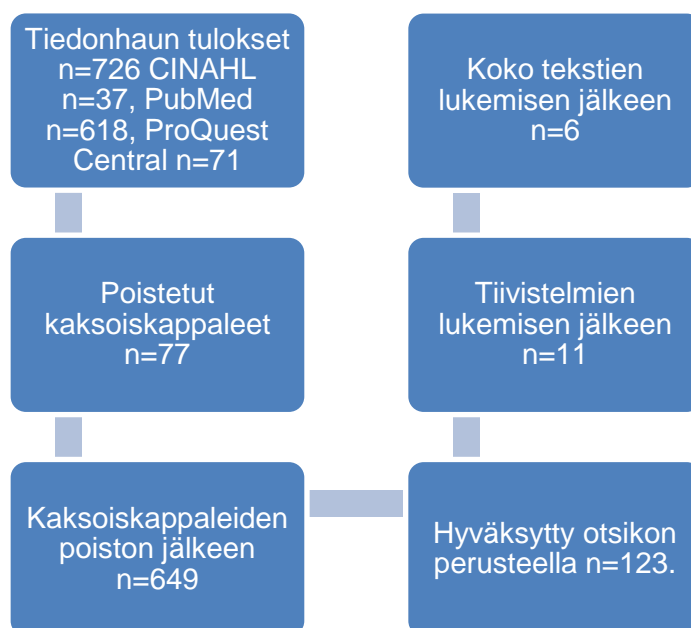 Tiedonhaun tulokset
n=726 CINAHL
n=37, PubMed
n=618, ProQuest
Central n=71
Poistetut
kaksoiskappaleet
n=77
Kaksoiskappaleiden
poiston jälkeen
n=649
Hyväksytty otsikon
perusteella n=123.
Tiivistelmien
lukemisen jälkeen
n=11
Koko tekstien
lukemisen jälkeen
n=6